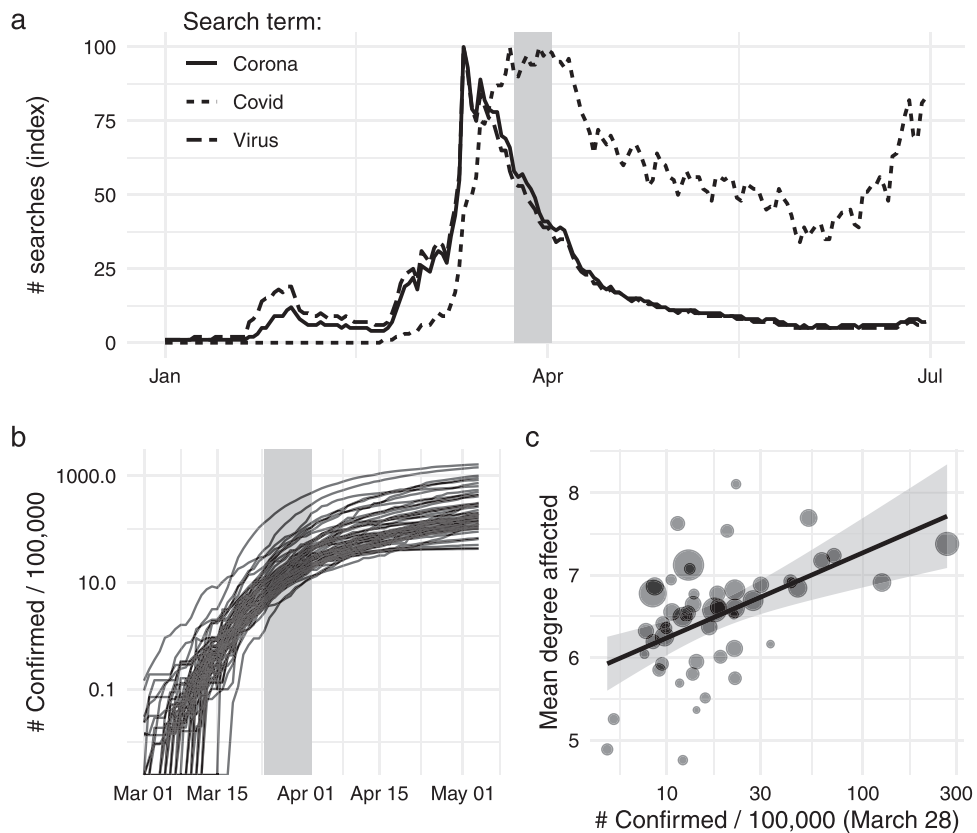 a
Search term:
Corona
Covid
Virus
# searches (index)
100
75
50
25
0
Jan
Apr
Jul
b
# Confirmed / 100,000
1000.0
10.0
0.1
Mar 01
Mar 15
Apr 01
Apr 15
May 01
c
Mean degree affected
8
7
6
5
10
30
100
300
# Confirmed / 100,000 (March 28)